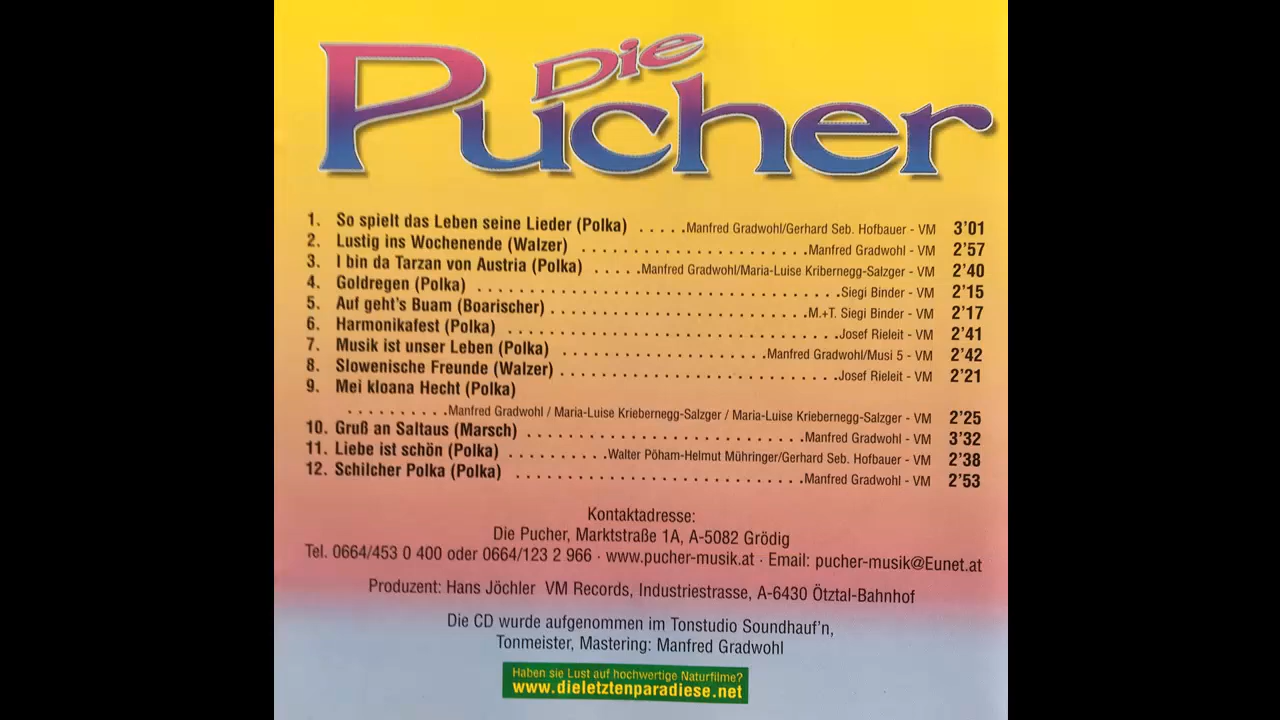 Die
Pucher
1. So spielt das Leben seine Lieder (Polka) . . . . .Manfred Gradwohl/Gerhard Seb. Hofbauer - VM 3'01
2. Lustig ins Wochenende (Walzer) . . . . . . . . . . . . . . . . . . . . . . .Manfred Gradwohl - VM 2'57
3. I bin da Tarzan von Austria (Polka) . . . . .Manfred Gradwohl/Maria-Luise Kribernegg-Salzger - VM 2'40
4. Goldregen (Polka) . . . . . . . . . . . . . . . . . . . . . . . . . . . . . . . . . . . . .Siegi Binder - VM 2'15
5. Auf geht's Buam (Boarischer) . . . . . . . . . . . . . . . . . . . . . . . . . .M.+T. Siegi Binder - VM 2'17
6. Harmonikafest (Polka) . . . . . . . . . . . . . . . . . . . . . . . . . . . . . . . . .Josef Rieleit - VM 2'41
7. Musik ist unser Leben (Polka) . . . . . . . . . . . . . . . . . . . . .Manfred Gradwohl/Musi 5 - VM 2'42
8. Slowenische Freunde (Walzer) . . . . . . . . . . . . . . . . . . . . . . . . . . . .Josef Rieleit - VM 2'21
9. Mei kloana Hecht (Polka)
. . . . . . . . . .Manfred Gradwohl / Maria-Luise Kriebernegg-Salzger / Maria-Luise Kriebernegg-Salzger - VM 2'25
10. Gruß an Saltaus (Marsch) . . . . . . . . . . . . . . . . . . . . . . . . . . . .Manfred Gradwohl - VM 3'32
11. Liebe ist schön (Polka) . . . . . . . . . .Walter Pöham-Helmut Mühringer/Gerhard Seb. Hofbauer - VM 2'38
12. Schilcher Polka (Polka) . . . . . . . . . . . . . . . . . . . . . . . . . . . . .Manfred Gradwohl - VM 2'53
Kontaktadresse:
Die Pucher, Marktstraße 1A, A-5082 Grödig
Tel. 0664/453 0 400 oder 0664/123 2 966 · www.pucher-musik.at · Email: pucher-musik@Eunet.at
Produzent: Hans Jöchler VM Records, Industriestrasse, A-6430 Ötztal-Bahnhof
Die CD wurde aufgenommen im Tonstudio Soundhauf'n,
Tonmeister, Mastering: Manfred Gradwohl
Haben sie Lust auf hochwertige Naturfilme?
www.dieletztenparadiese.net